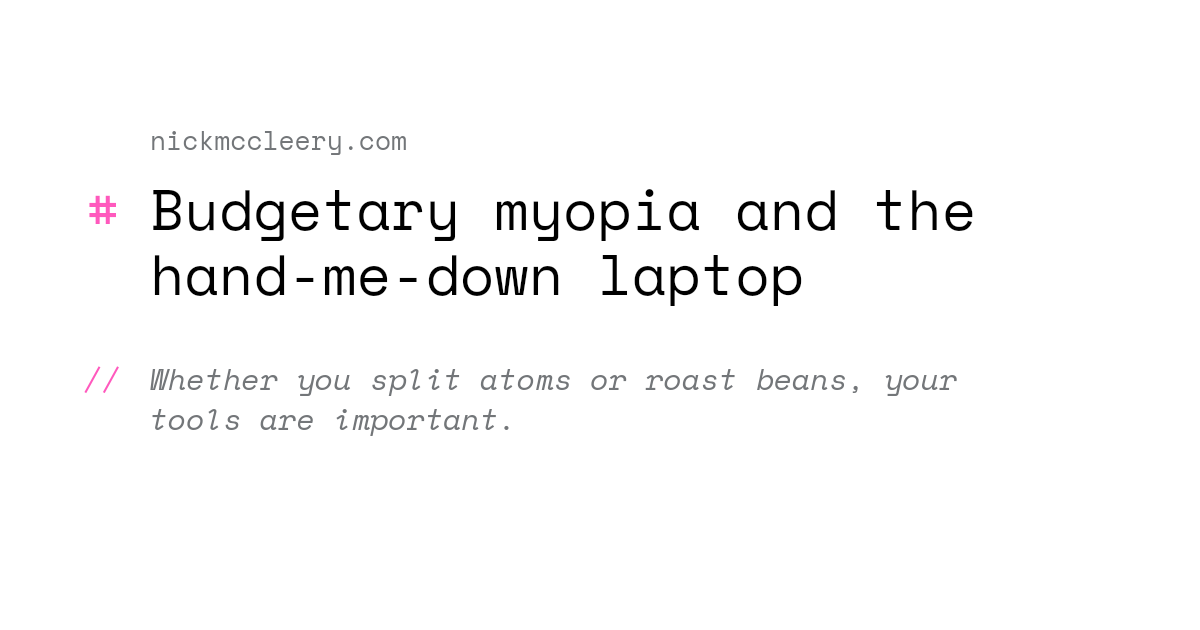 nickmccleery.com
# Budgetary myopia and the
hand-me-down laptop
// Whether you split atoms or roast beans, your
tools are important.